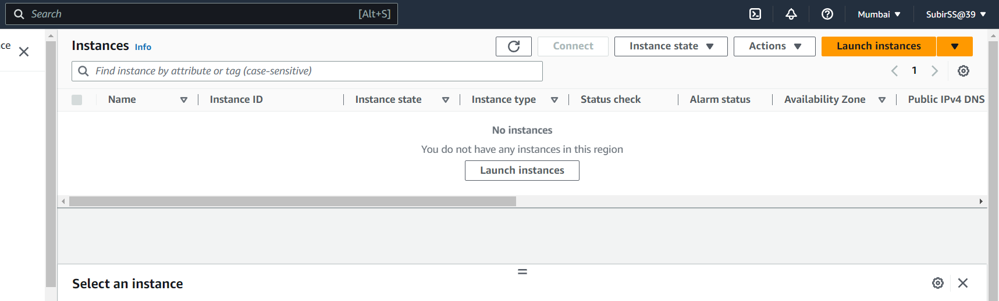 Search [Alt+S] Mumbai SubirSS@39
ce
Instances Info Connect Instance state Actions Launch instances
Find instance by attribute or tag (case-sensitive) 1
Name Instance ID Instance state Instance type Status check Alarm status Availability Zone Public IPv4 DNS
No instances
You do not have any instances in this region
Launch instances
Select an instance